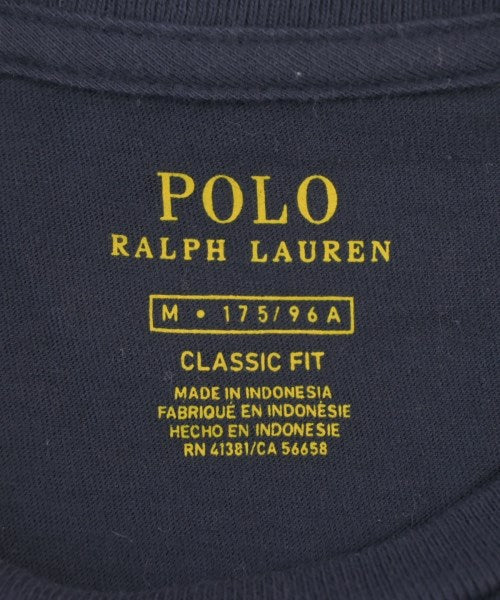 POLO
RALPH LAUREN
M • 175/96A
CLASSIC FIT
MADE IN INDONESIA
FABRIQUÉ EN INDONÉSIE
HECHO EN INDONESIE
RN 41381/CA 56658